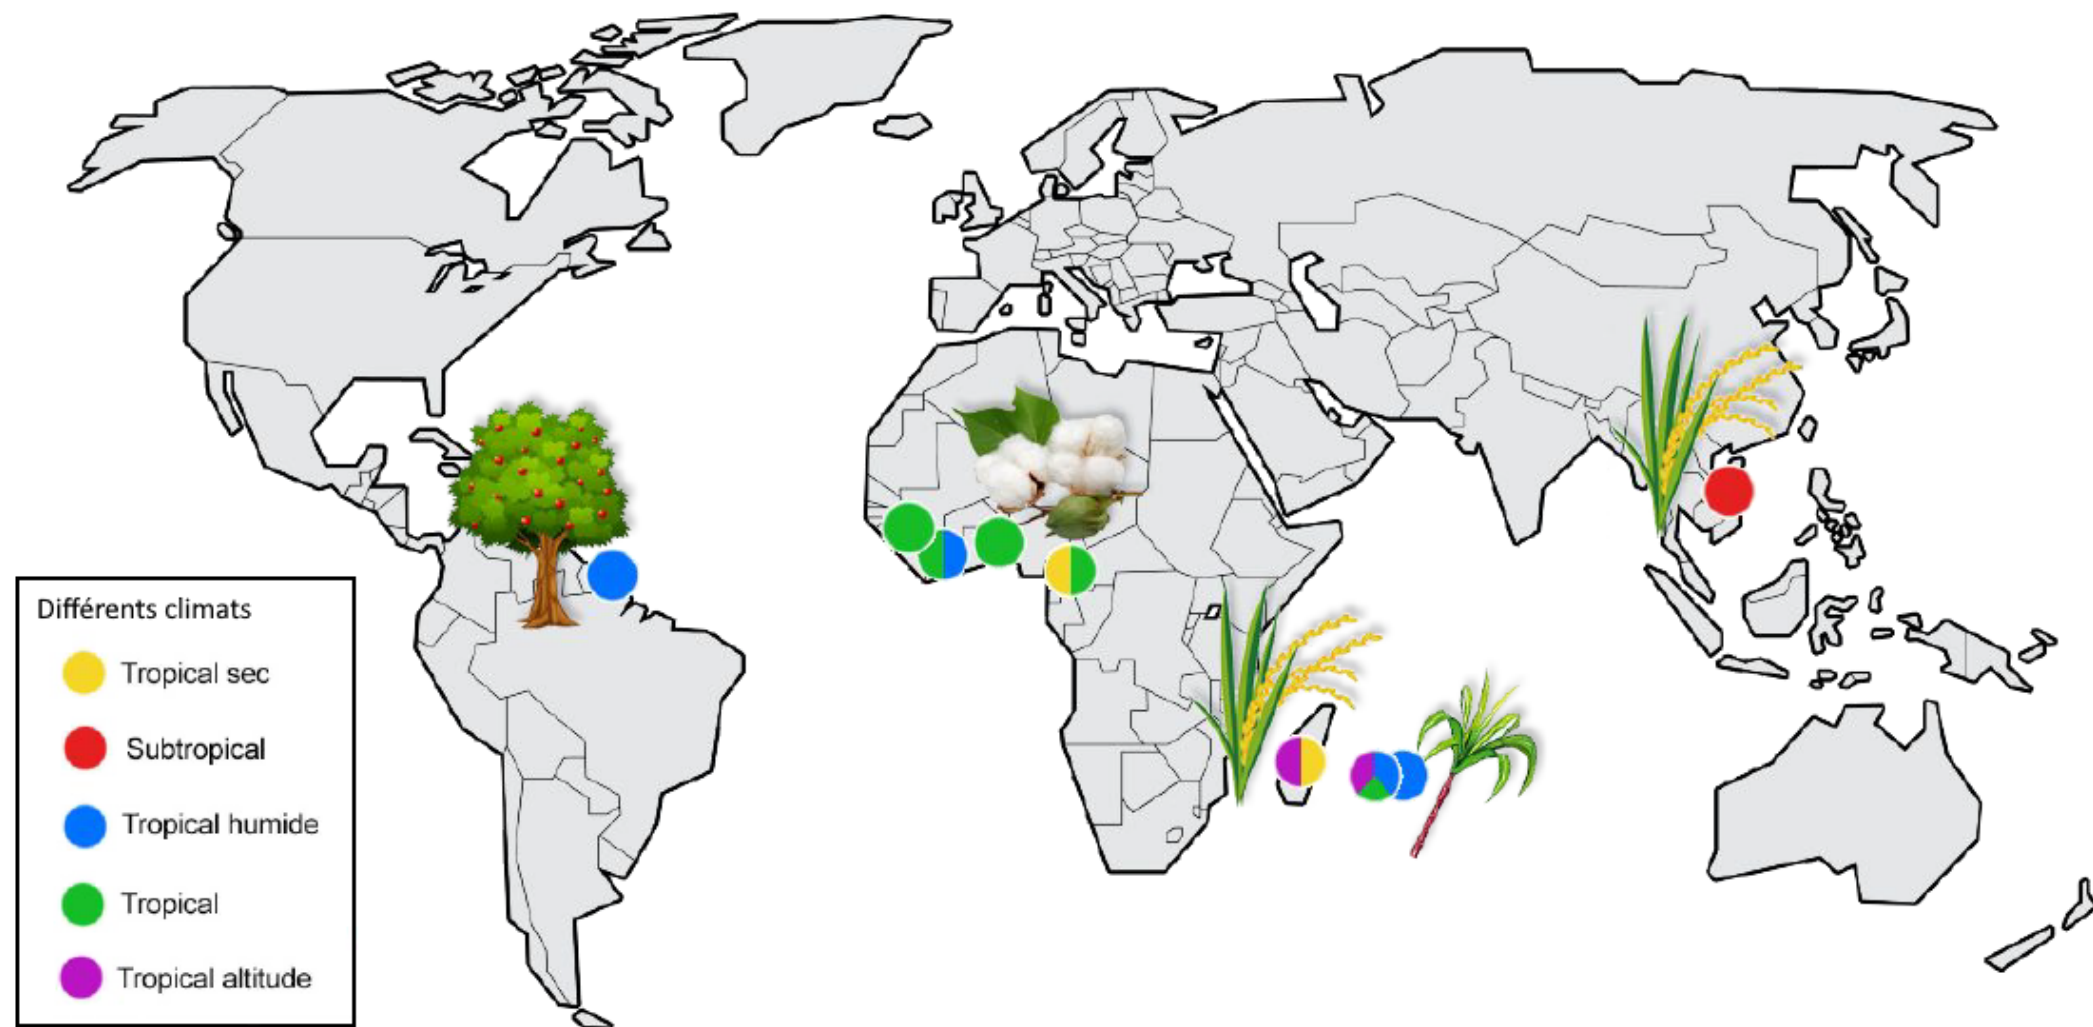 Différents climats
Tropical sec
Subtropical
Tropical humide
Tropical
Tropical altitude